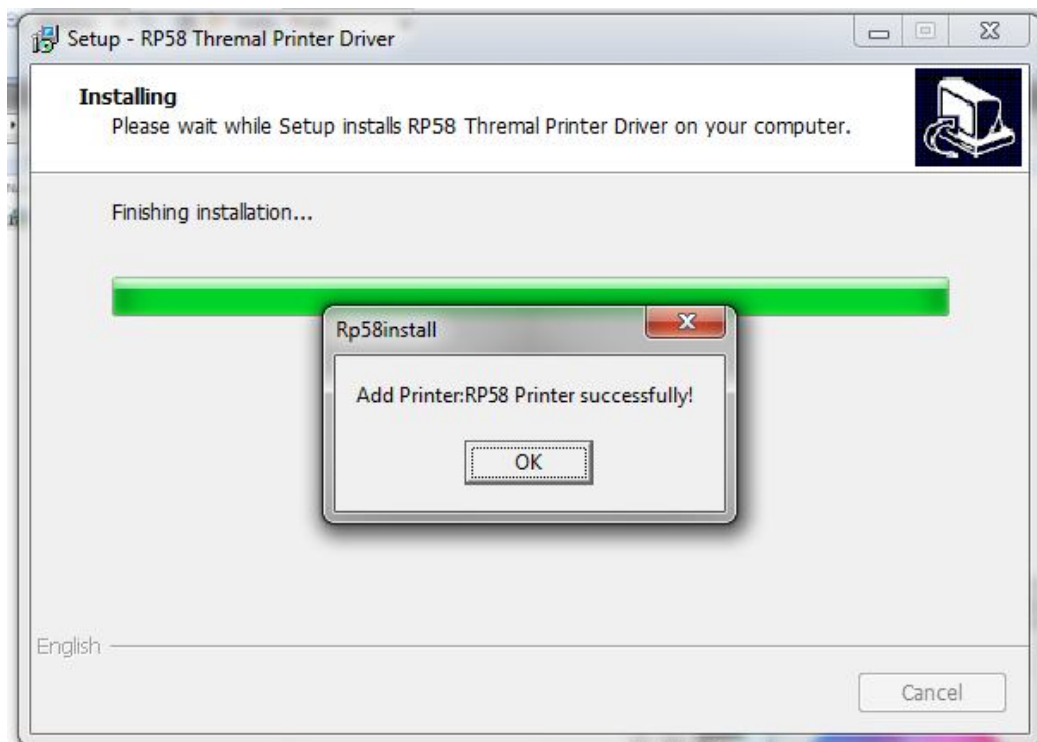 Setup - RP58 Thremal Printer Driver
Installing
Please wait while Setup installs RP58 Thremal Printer Driver on your computer.
Finishing installation...
Rp58install
Add Printer:RP58 Printer successfully!
OK
English
Cancel